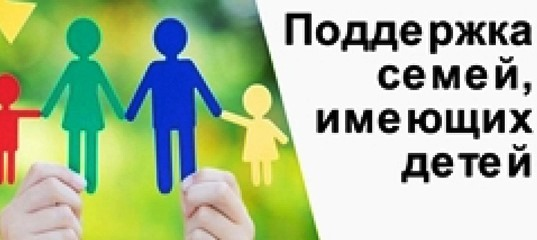 Поддержка
семей,
имеющих
детей